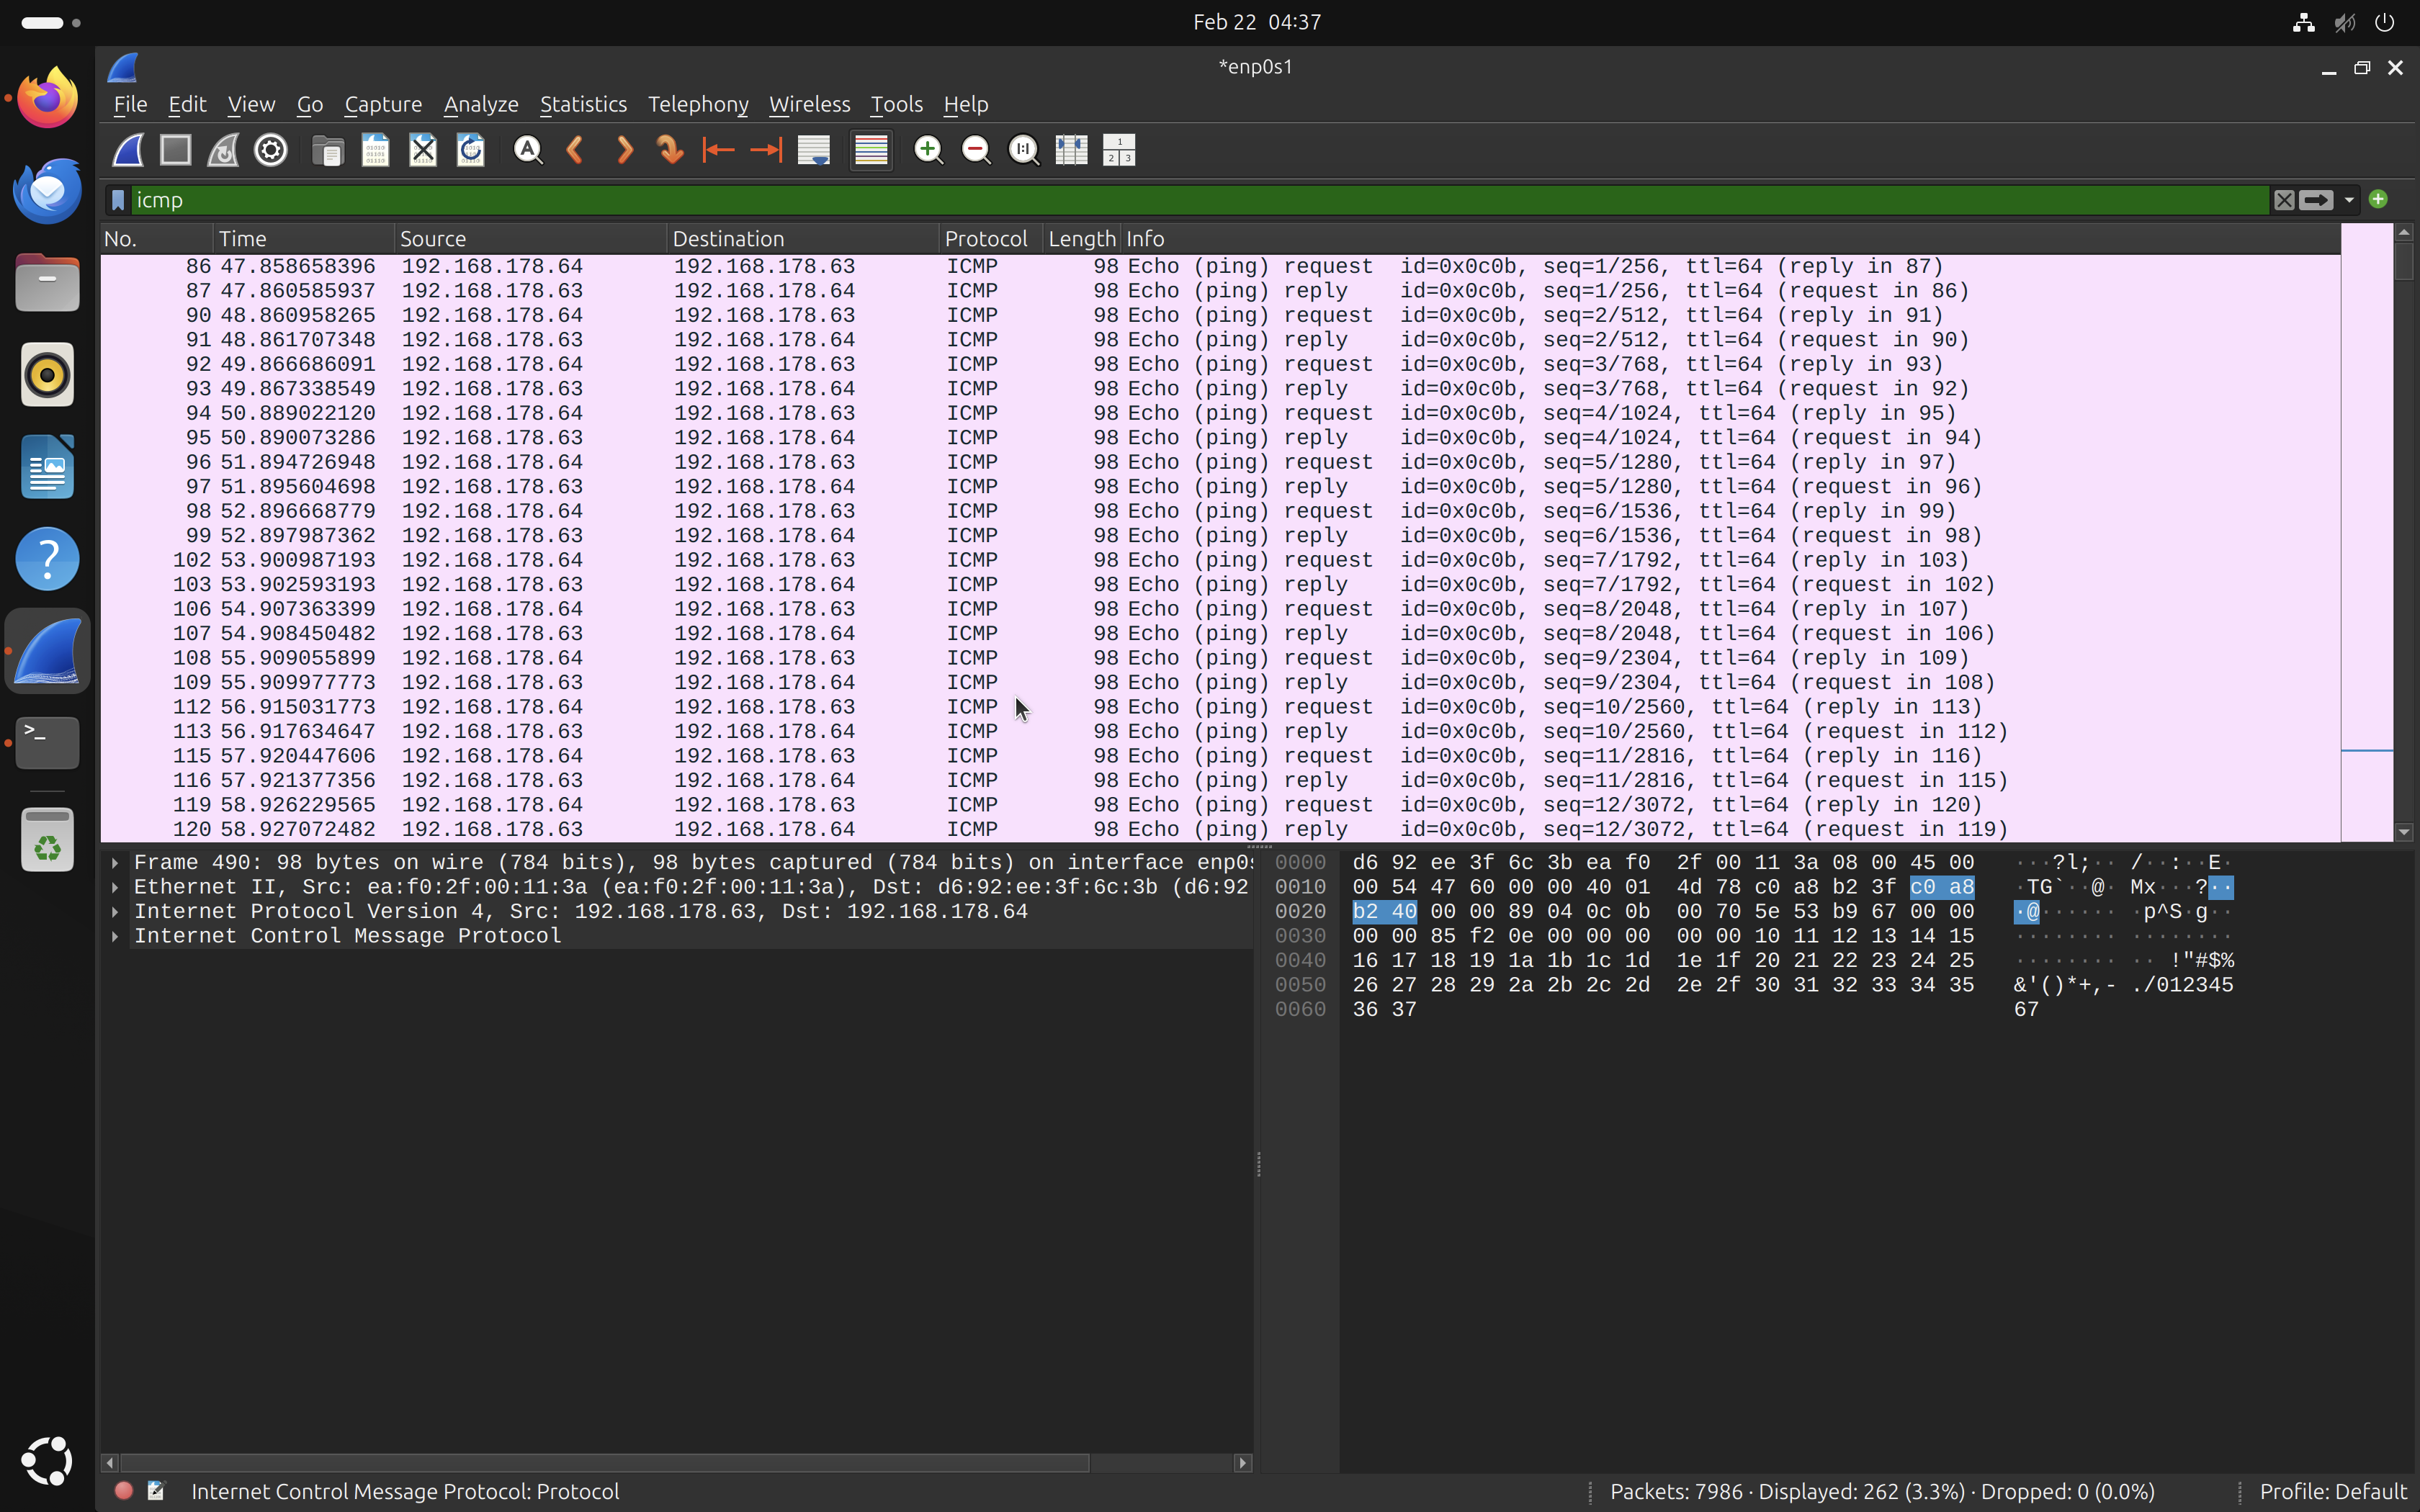 Feb 22 04:37
*enp0s1
File Edit View Go Capture Analyze Statistics Telephony Wireless Tools Help
icmp
No. Time Source Destination Protocol Length Info
86 47.858658396 192.168.178.64 192.168.178.63 ICMP 98 Echo (ping) request id=0x0c0b, seq=1/256, ttl=64 (reply in 87)
87 47.860585937 192.168.178.63 192.168.178.64 ICMP 98 Echo (ping) reply id=0x0c0b, seq=1/256, ttl=64 (request in 86)
90 48.860958265 192.168.178.64 192.168.178.63 ICMP 98 Echo (ping) request id=0x0c0b, seq=2/512, ttl=64 (reply in 91)
91 48.861707348 192.168.178.63 192.168.178.64 ICMP 98 Echo (ping) reply id=0x0c0b, seq=2/512, ttl=64 (request in 90)
92 49.866686091 192.168.178.64 192.168.178.63 ICMP 98 Echo (ping) request id=0x0c0b, seq=3/768, ttl=64 (reply in 93)
93 49.867338549 192.168.178.63 192.168.178.64 ICMP 98 Echo (ping) reply id=0x0c0b, seq=3/768, ttl=64 (request in 92)
94 50.889022120 192.168.178.64 192.168.178.63 ICMP 98 Echo (ping) request id=0x0c0b, seq=4/1024, ttl=64 (reply in 95)
95 50.890073286 192.168.178.63 192.168.178.64 ICMP 98 Echo (ping) reply id=0x0c0b, seq=4/1024, ttl=64 (request in 94)
96 51.894726948 192.168.178.64 192.168.178.63 ICMP 98 Echo (ping) request id=0x0c0b, seq=5/1280, ttl=64 (reply in 97)
97 51.895604698 192.168.178.63 192.168.178.64 ICMP 98 Echo (ping) reply id=0x0c0b, seq=5/1280, ttl=64 (request in 96)
98 52.896668779 192.168.178.64 192.168.178.63 ICMP 98 Echo (ping) request id=0x0c0b, seq=6/1536, ttl=64 (reply in 99)
99 52.897987362 192.168.178.63 192.168.178.64 ICMP 98 Echo (ping) reply id=0x0c0b, seq=6/1536, ttl=64 (request in 98)
102 53.900987193 192.168.178.64 192.168.178.63 ICMP 98 Echo (ping) request id=0x0c0b, seq=7/1792, ttl=64 (reply in 103)
103 53.902593193 192.168.178.63 192.168.178.64 ICMP 98 Echo (ping) reply id=0x0c0b, seq=7/1792, ttl=64 (request in 102)
106 54.907363399 192.168.178.64 192.168.178.63 ICMP 98 Echo (ping) request id=0x0c0b, seq=8/2048, ttl=64 (reply in 107)
107 54.908450482 192.168.178.63 192.168.178.64 ICMP 98 Echo (ping) reply id=0x0c0b, seq=8/2048, ttl=64 (request in 106)
108 55.909055899 192.168.178.64 192.168.178.63 ICMP 98 Echo (ping) request id=0x0c0b, seq=9/2304, ttl=64 (reply in 109)
109 55.909977773 192.168.178.63 192.168.178.64 ICMP 98 Echo (ping) reply id=0x0c0b, seq=9/2304, ttl=64 (request in 108)
112 56.915031773 192.168.178.64 192.168.178.63 ICMP 98 Echo (ping) request id=0x0c0b, seq=10/2560, ttl=64 (reply in 113)
113 56.917634647 192.168.178.63 192.168.178.64 ICMP 98 Echo (ping) reply id=0x0c0b, seq=10/2560, ttl=64 (request in 112)
115 57.920447606 192.168.178.64 192.168.178.63 ICMP 98 Echo (ping) request id=0x0c0b, seq=11/2816, ttl=64 (reply in 116)
116 57.921377356 192.168.178.63 192.168.178.64 ICMP 98 Echo (ping) reply id=0x0c0b, seq=11/2816, ttl=64 (request in 115)
119 58.926229565 192.168.178.64 192.168.178.63 ICMP 98 Echo (ping) request id=0x0c0b, seq=12/3072, ttl=64 (reply in 120)
120 58.927072482 192.168.178.63 192.168.178.64 ICMP 98 Echo (ping) reply id=0x0c0b, seq=12/3072, ttl=64 (request in 119)
Frame 490: 98 bytes on wire (784 bits), 98 bytes captured (784 bits) on interface enp0s
Ethernet II, Src: ea:f0:2f:00:11:3a (ea:f0:2f:00:11:3a), Dst: d6:92:ee:3f:6c:3b (d6:92
Internet Protocol Version 4, Src: 192.168.178.63, Dst: 192.168.178.64
Internet Control Message Protocol
0000 d6 92 ee 3f 6c 3b ea f0 2f 00 11 3a 08 00 45 00 ···?l;·· /··:··E·
0010 00 54 47 60 00 00 40 01 4d 78 c0 a8 b2 3f c0 a8 ·TG`··@· Mx···?··
0020 b2 40 00 00 89 04 0c 0b 00 70 5e 53 b9 67 00 00 ·@······ ·p^S·g··
0030 00 00 85 f2 0e 00 00 00 00 00 10 11 12 13 14 15 ········ ········
0040 16 17 18 19 1a 1b 1c 1d 1e 1f 20 21 22 23 24 25 ········ ·· !"#$%
0050 26 27 28 29 2a 2b 2c 2d 2e 2f 30 31 32 33 34 35 &'()*+,- ./012345
0060 36 37 67
Internet Control Message Protocol: Protocol
Packets: 7986 · Displayed: 262 (3.3%) · Dropped: 0 (0.0%)
Profile: Default